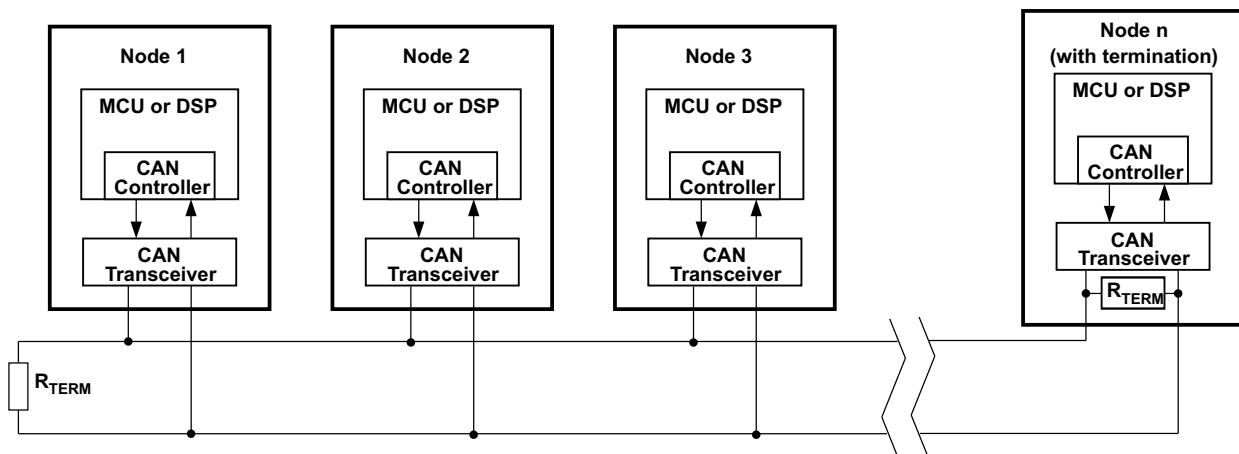 Node 1
MCU or DSP
CAN
Controller
CAN
Transceiver
Node 2
MCU or DSP
CAN
Controller
CAN
Transceiver
Node 3
MCU or DSP
CAN
Controller
CAN
Transceiver
Node n
(with termination)
MCU or DSP
CAN
Controller
CAN
Transceiver
RTERM
RTERM